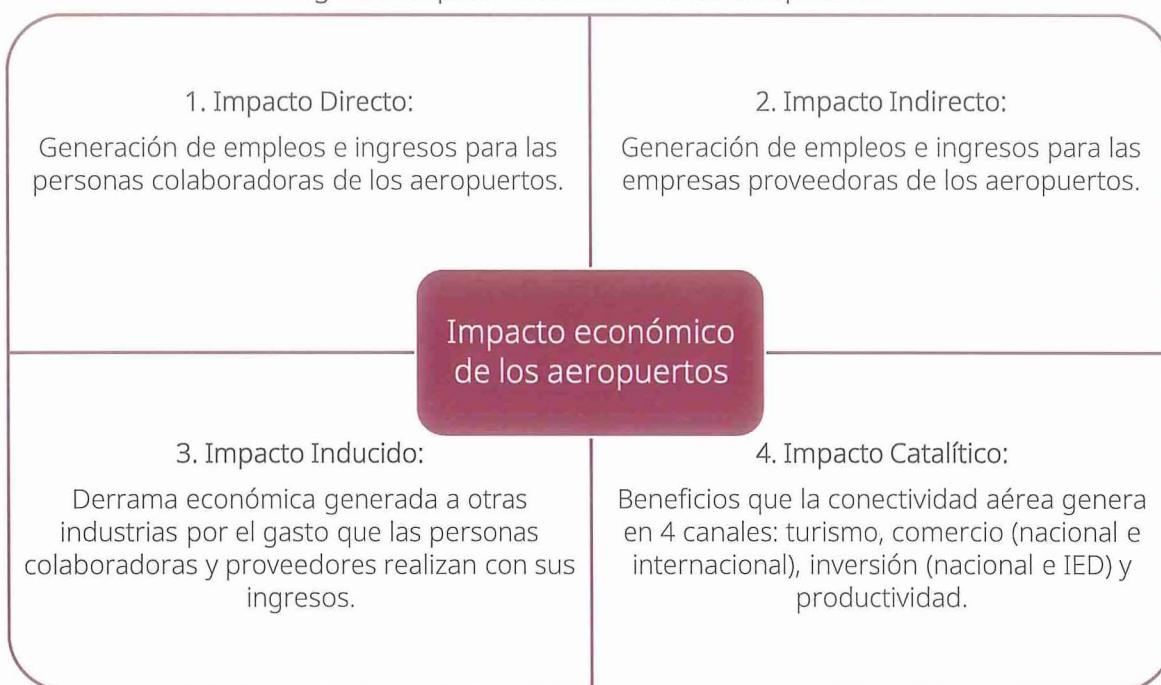 1. Impacto Directo:
Generación de empleos e ingresos para las
personas colaboradoras de los aeropuertos.
2. Impacto Indirecto:
Generación de empleos e ingresos para las
empresas proveedoras de los aeropuertos.
Impacto económico
de los aeropuertos
3. Impacto Inducido:
Derrama económica generada a otras
industrias por el gasto que las personas
colaboradoras y proveedores realizan con sus
ingresos.
4. Impacto Catalítico:
Beneficios que la conectividad aérea genera
en 4 canales: turismo, comercio (nacional e
internacional), inversión (nacional e IED) y
productividad.